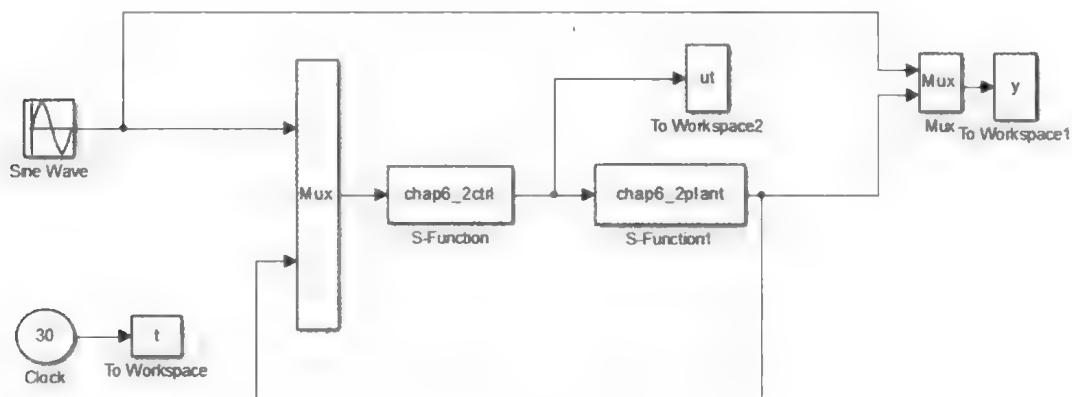 ut
To Workspace2
Mux
Mux
y
To Workspace1
Sine Wave
Mux
chap6_2ctrl
S-Function
chap6_2plant
S-Function1
30
Clock
t
To Workspace